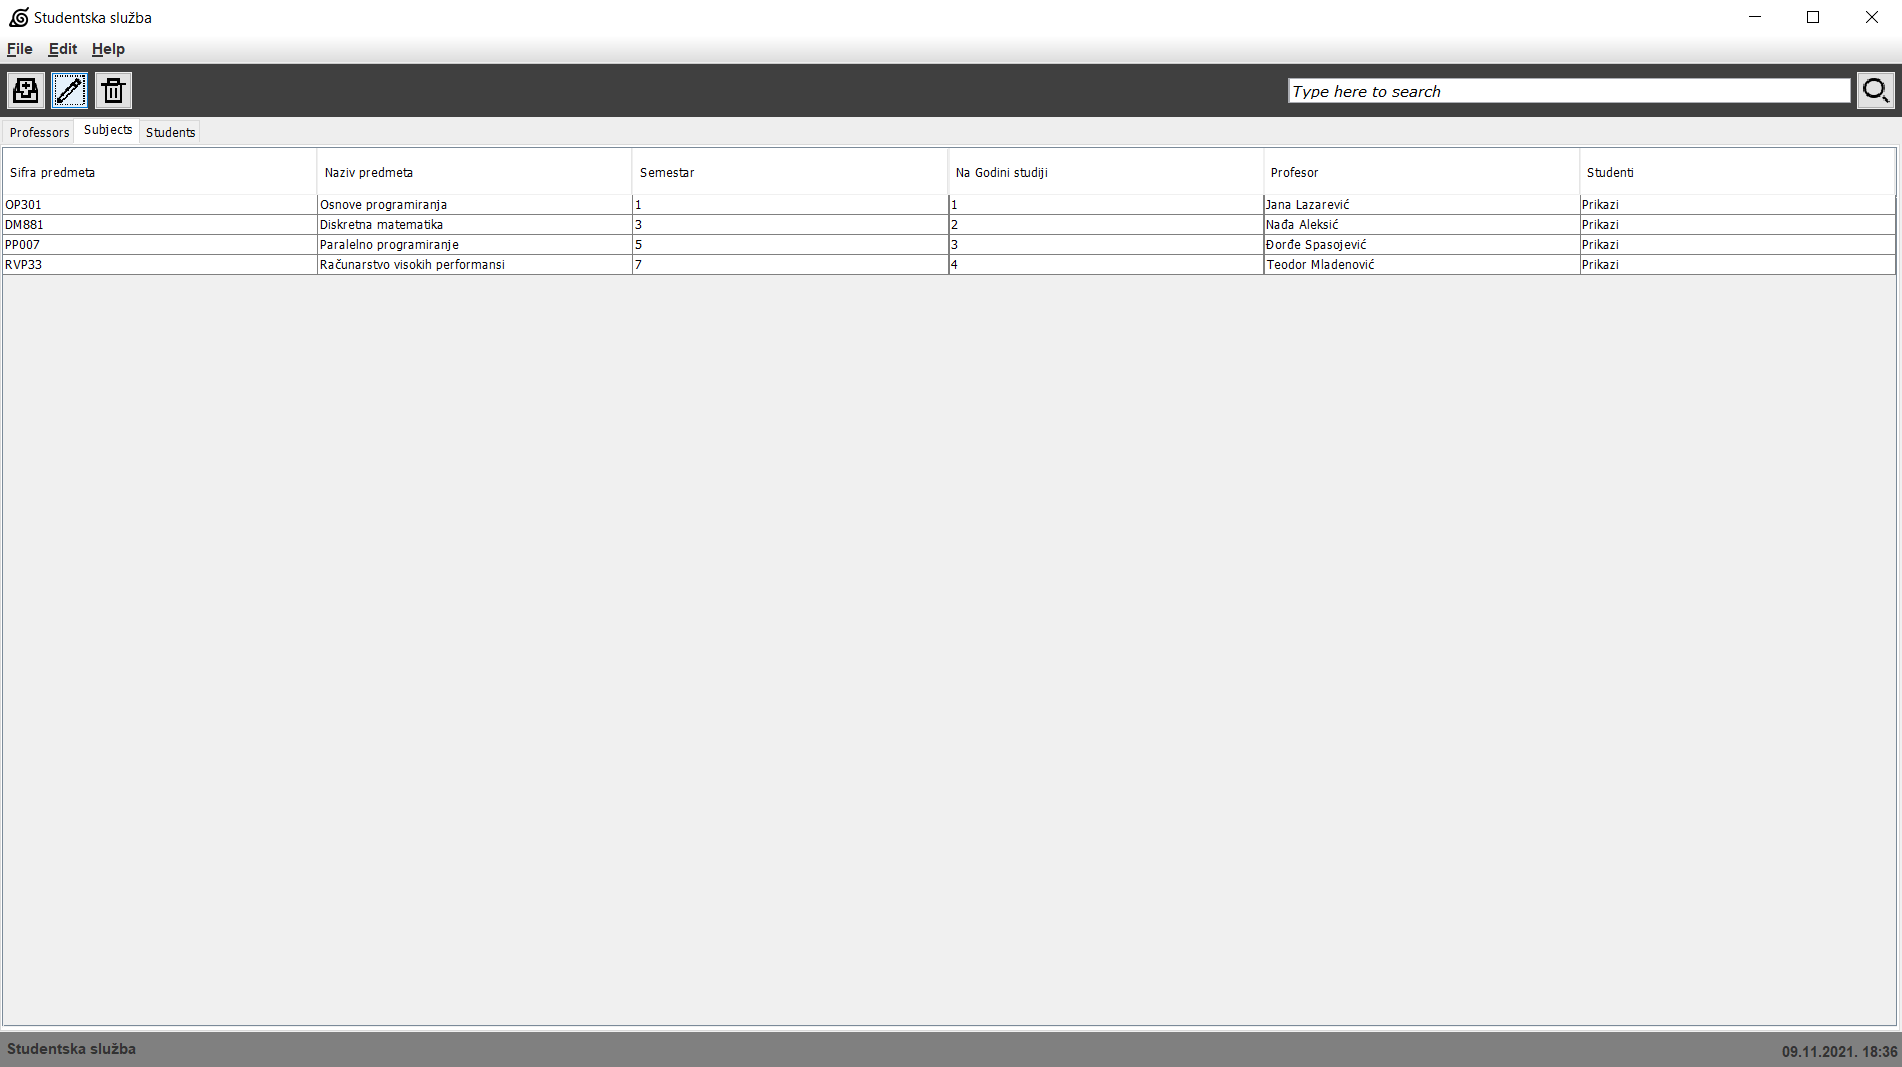 Studentska služba
File Edit Help
Type here to search
Professors Subjects Students
Sifra predmeta Naziv predmeta Semestar Na Godini studiji Profesor Studenti
OP301 Osnove programiranja 1 1 Jana Lazarević Prikazi
DM881 Diskretna matematika 3 2 Nađa Aleksić Prikazi
PP007 Paralelno programiranje 5 3 Đorđe Spasojević Prikazi
RVP33 Računarstvo visokih performansi 7 4 Teodor Mladenović Prikazi
Studentska služba 09.11.2021. 18:36